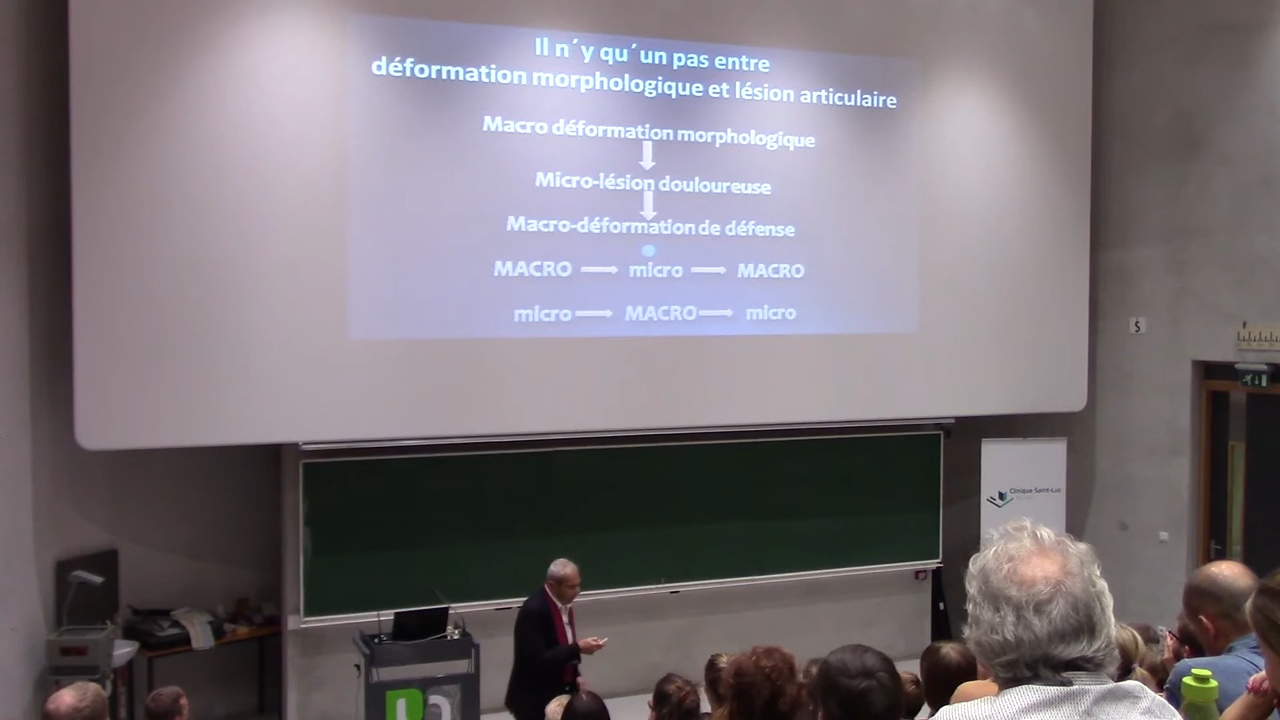 Il n´y qu´un pas entre
déformation morphologique et lésion articulaire
Macro déformation morphologique
Micro-lésion douloureuse
Macro-déformation de défense
MACRO → micro → MACRO
micro → MACRO → micro
Clinique Saint-Luc
S